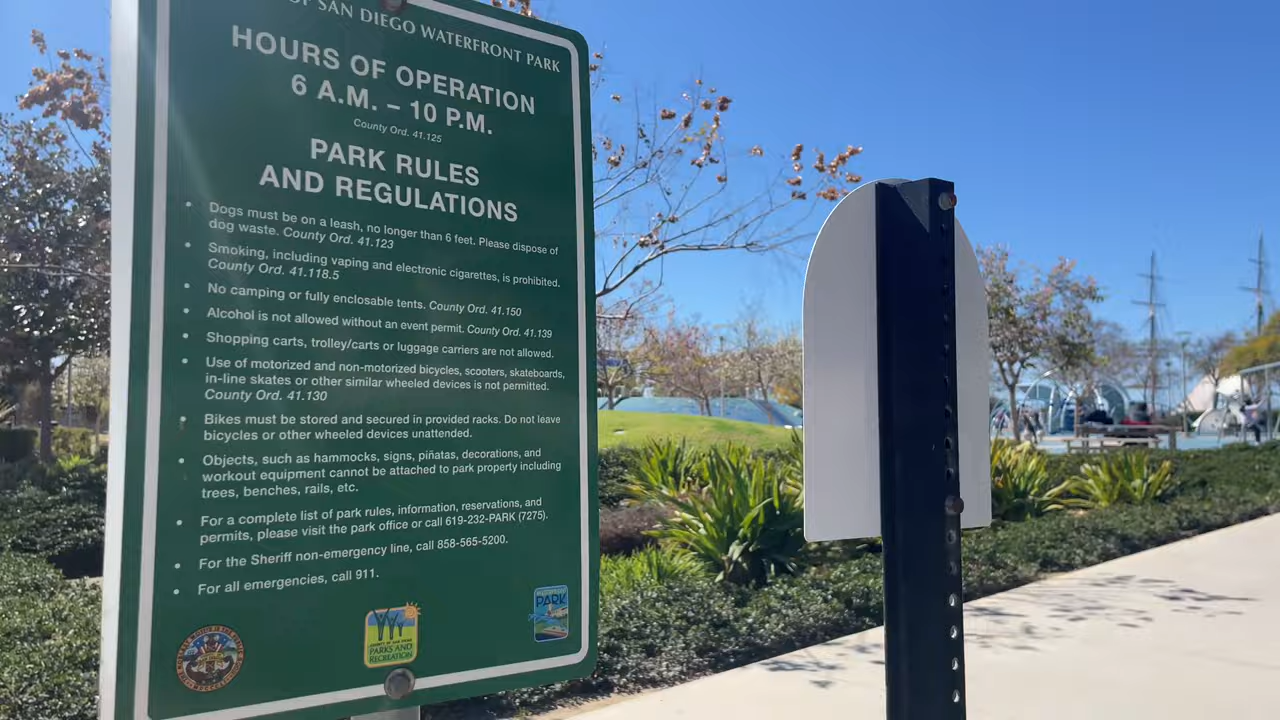 OF SAN DIEGO WATERFRONT PARK
HOURS OF OPERATION
6 A.M. – 10 P.M.
County Ord. 41.125
PARK RULES
AND REGULATIONS
• Dogs must be on a leash, no longer than 6 feet. Please dispose of
dog waste. County Ord. 41.123
• Smoking, including vaping and electronic cigarettes, is prohibited.
County Ord. 41.118.5
• No camping or fully enclosable tents. County Ord. 41.150
• Alcohol is not allowed without an event permit. County Ord. 41.139
• Shopping carts, trolley/carts or luggage carriers are not allowed.
• Use of motorized and non-motorized bicycles, scooters, skateboards,
in-line skates or other similar wheeled devices is not permitted.
County Ord. 41.130
• Bikes must be stored and secured in provided racks. Do not leave
bicycles or other wheeled devices unattended.
• Objects, such as hammocks, signs, piñatas, decorations, and
workout equipment cannot be attached to park property including
trees, benches, rails, etc.
• For a complete list of park rules, information, reservations, and
permits, please visit the park office or call 619-232-PARK (7275).
• For the Sheriff non-emergency line, call 858-565-5200.
• For all emergencies, call 911.
COUNTY OF SAN DIEGO
PARKS AND
RECREATION
WATERFRONT
PARK